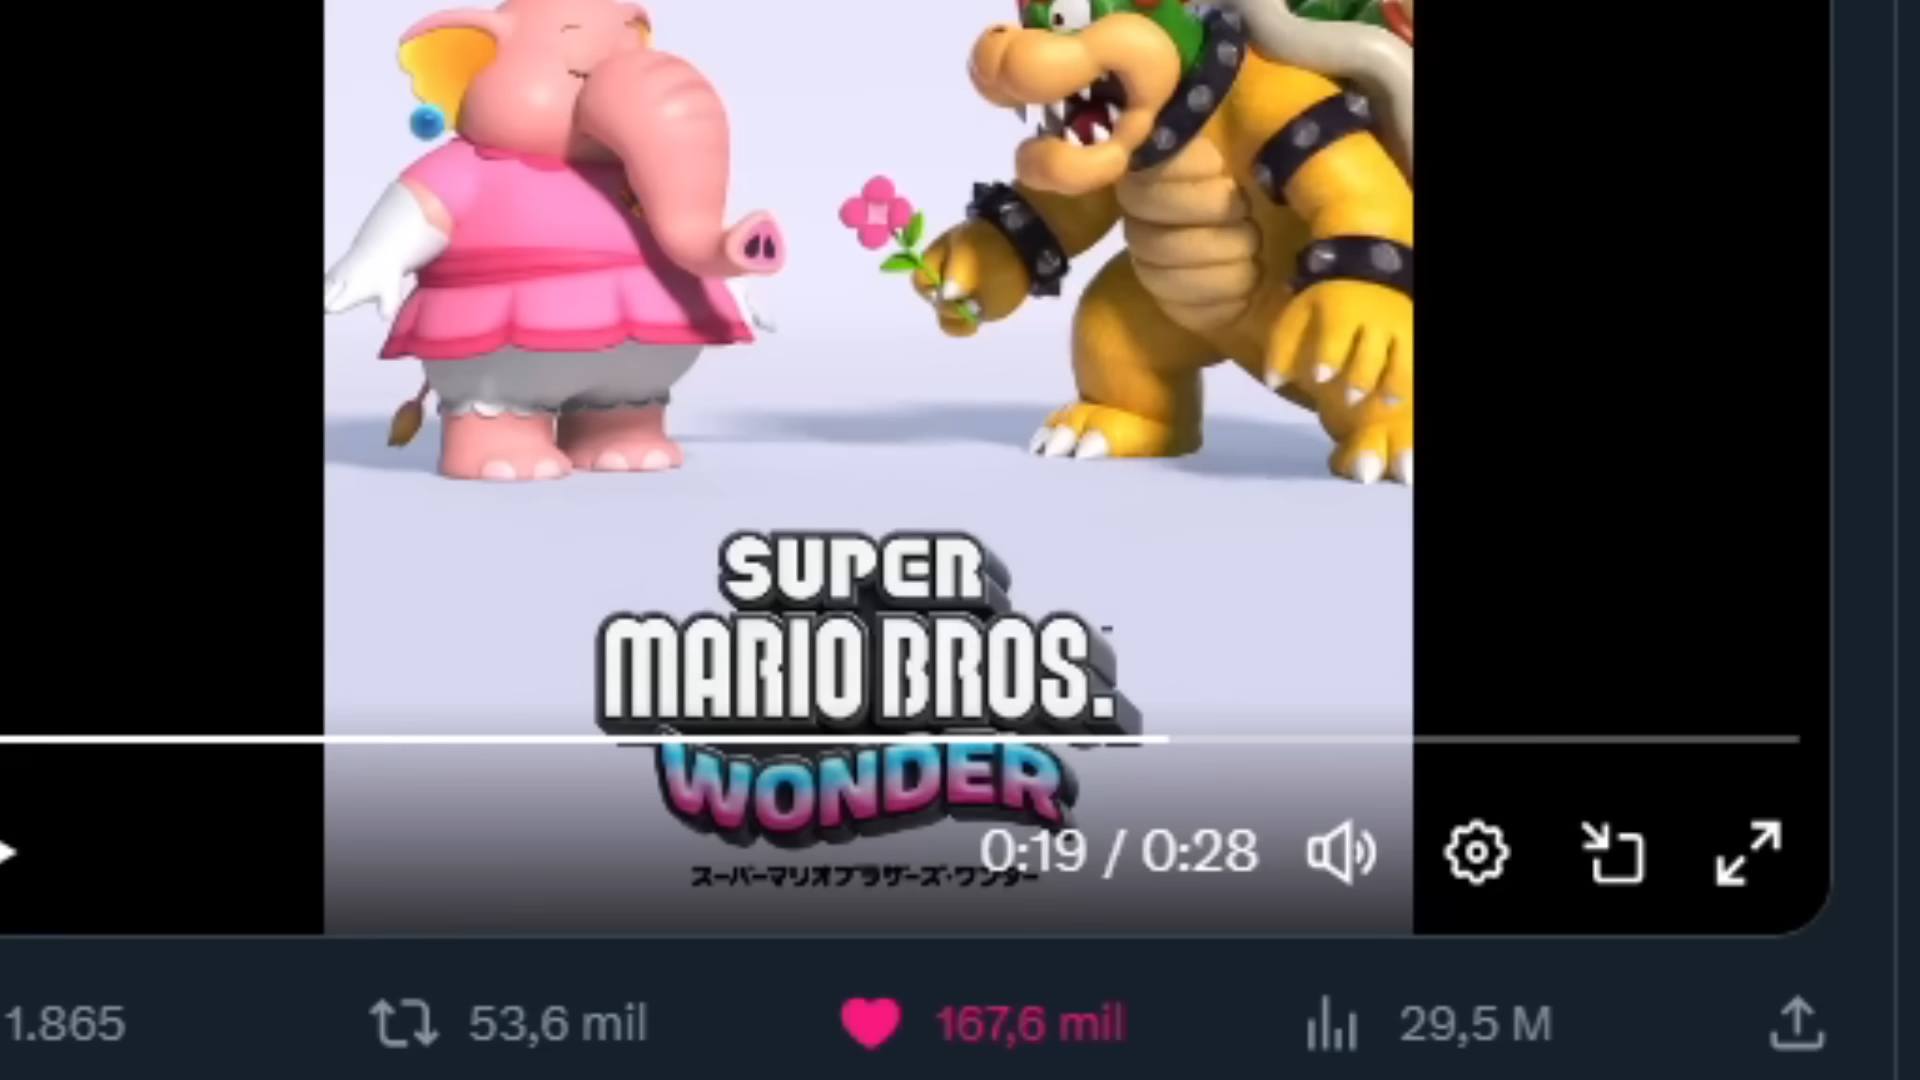 SUPER
MARIO BROS.
WONDER
スーパーマリオブラザーズ・ワンダー
0:19 / 0:28
1.865
53,6 mil
167,6 mil
29,5 M